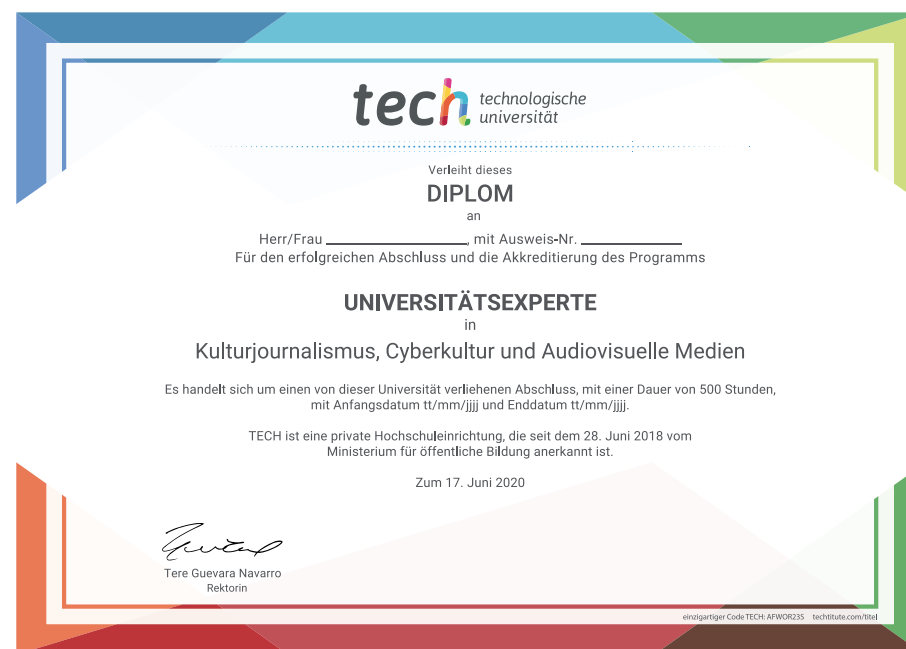 tech technologische
universität
Verleiht dieses
DIPLOM
an
Herr/Frau ____________________, mit Ausweis-Nr. ______________
Für den erfolgreichen Abschluss und die Akkreditierung des Programms
UNIVERSITÄTSEXPERTE
in
Kulturjournalismus, Cyberkultur und Audiovisuelle Medien
Es handelt sich um einen von dieser Universität verliehenen Abschluss, mit einer Dauer von 500 Stunden,
mit Anfangsdatum tt/mm/jjjj und Enddatum tt/mm/jjjj.
TECH ist eine private Hochschuleinrichtung, die seit dem 28. Juni 2018 vom
Ministerium für öffentliche Bildung anerkannt ist.
Zum 17. Juni 2020
Tere Guevara Navarro
Rektorin
einzigartiger Code TECH: AFWOR23S techtitute.com/titel